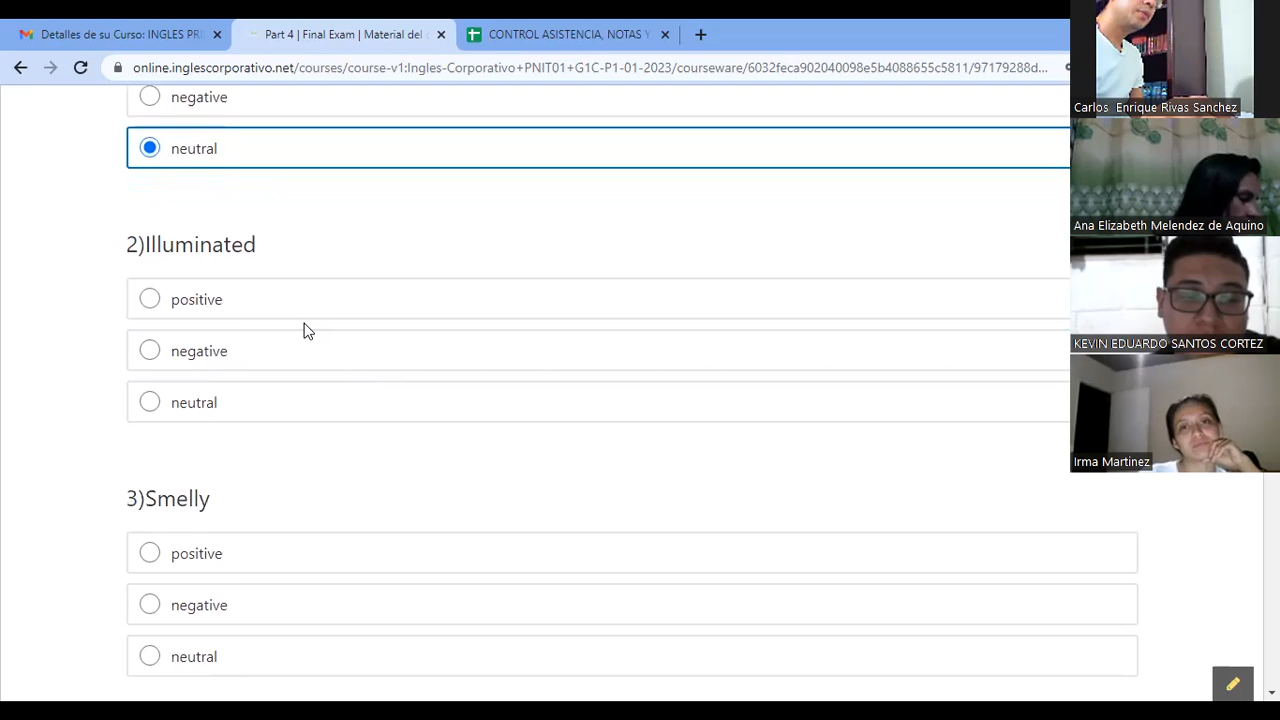 Detalles de su Curso: INGLES PR
Part 4 | Final Exam | Material del
CONTROL ASISTENCIA, NOTAS Y
online.inglescorporativo.net/courses/course-v1:Ingles-Corporativo+PNIT01+G1C-P1-01-2023/courseware/6032feca902040098e5b4088655c5811/97179288d...
negative
neutral
2)Illuminated
positive
negative
neutral
3)Smelly
positive
negative
neutral
Carlos Enrique Rivas Sanchez
Ana Elizabeth Melendez de Aquino
KEVIN EDUARDO SANTOS CORTEZ
Irma Martinez